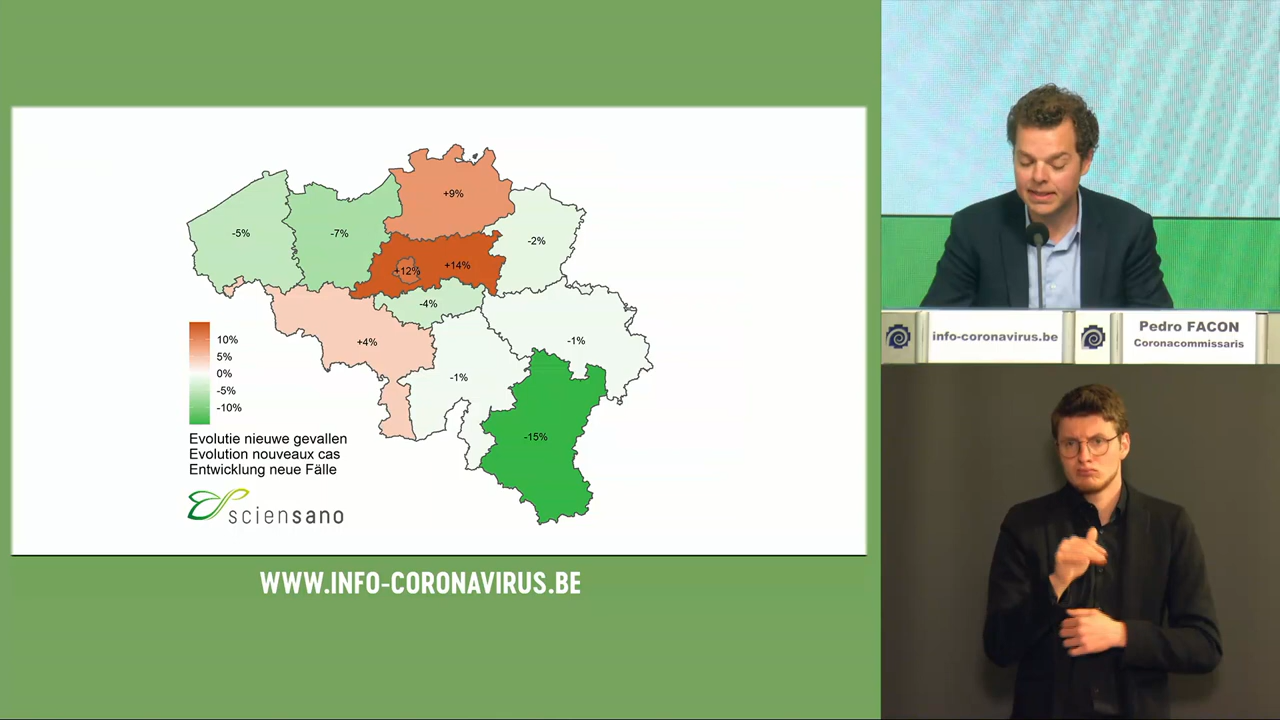 +9%
-5%
-7%
-2%
+12%
+14%
-4%
+4%
-1%
-1%
-15%
10%
5%
0%
-5%
-10%
Evolutie nieuwe gevallen
Evolution nouveaux cas
Entwicklung neue Fälle
sciensano
WWW.INFO-CORONAVIRUS.BE
info-coronavirus.be
Pedro FACON
Coronacommissaris